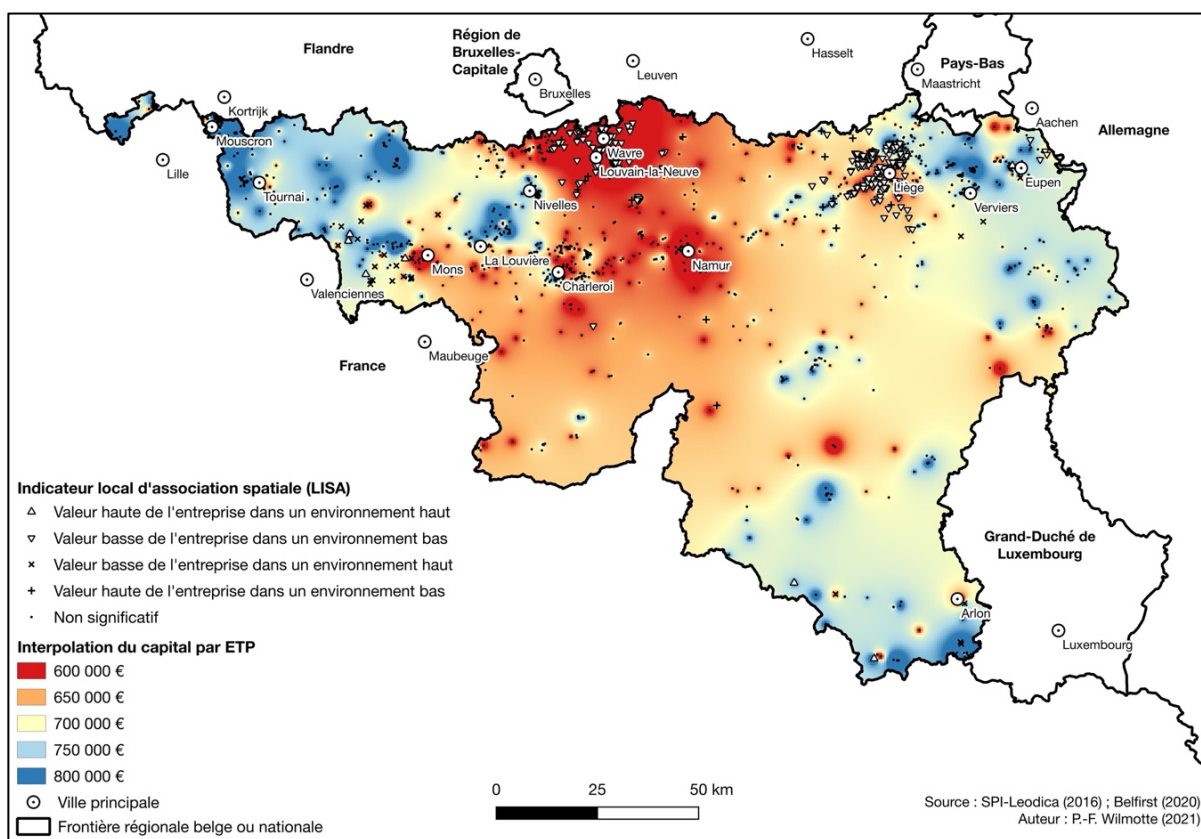 Flandre
Région de
Bruxelles-
Capitale
Hasselt
Pays-Bas
Leuven
Bruxelles
Maastricht
Kortrijk
Mouscron
Aachen
Allemagne
Lille
Wavre
Louvain-la-Neuve
Tournai
Nivelles
Liège
Eupen
Verviers
Mons
La Louvière
Namur
Charleroi
Valenciennes
Maubeuge
France
Grand-Duché de
Luxembourg
Arlon
Luxembourg
Indicateur local d'association spatiale (LISA)
Valeur haute de l'entreprise dans un environnement haut
Valeur basse de l'entreprise dans un environnement bas
Valeur basse de l'entreprise dans un environnement haut
Valeur haute de l'entreprise dans un environnement bas
Non significatif
Interpolation du capital par ETP
600 000 €
650 000 €
700 000 €
750 000 €
800 000 €
Ville principale
Frontière régionale belge ou nationale
0 25 50 km
Source : SPI-Leodica (2016) ; Belfirst (2020)
Auteur : P.-F. Wilmotte (2021)